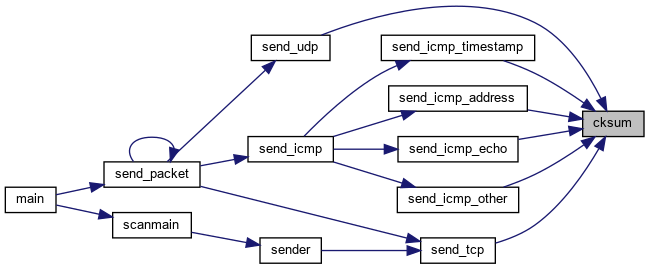 send_udp
send_icmp_timestamp
send_icmp_address
cksum
send_icmp
send_icmp_echo
send_packet
main
send_icmp_other
scanmain
sender
send_tcp